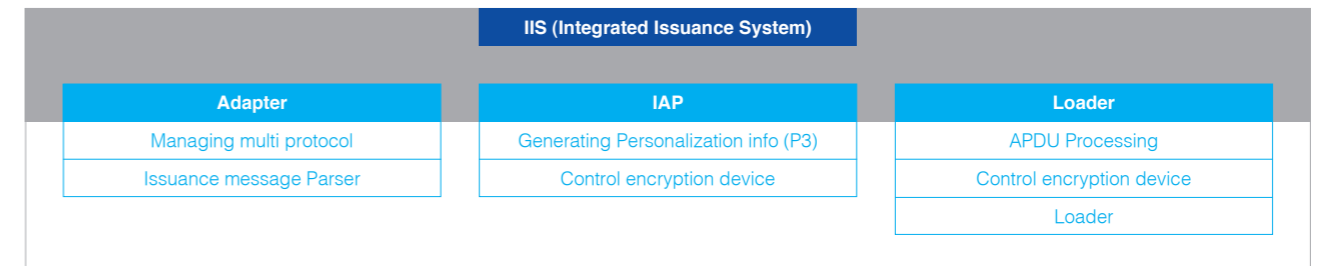 IIS (Integrated Issuance System)
Adapter
Managing multi protocol
Issuance message Parser
IAP
Generating Personalization info (P3)
Control encryption device
Loader
APDU Processing
Control encryption device
Loader